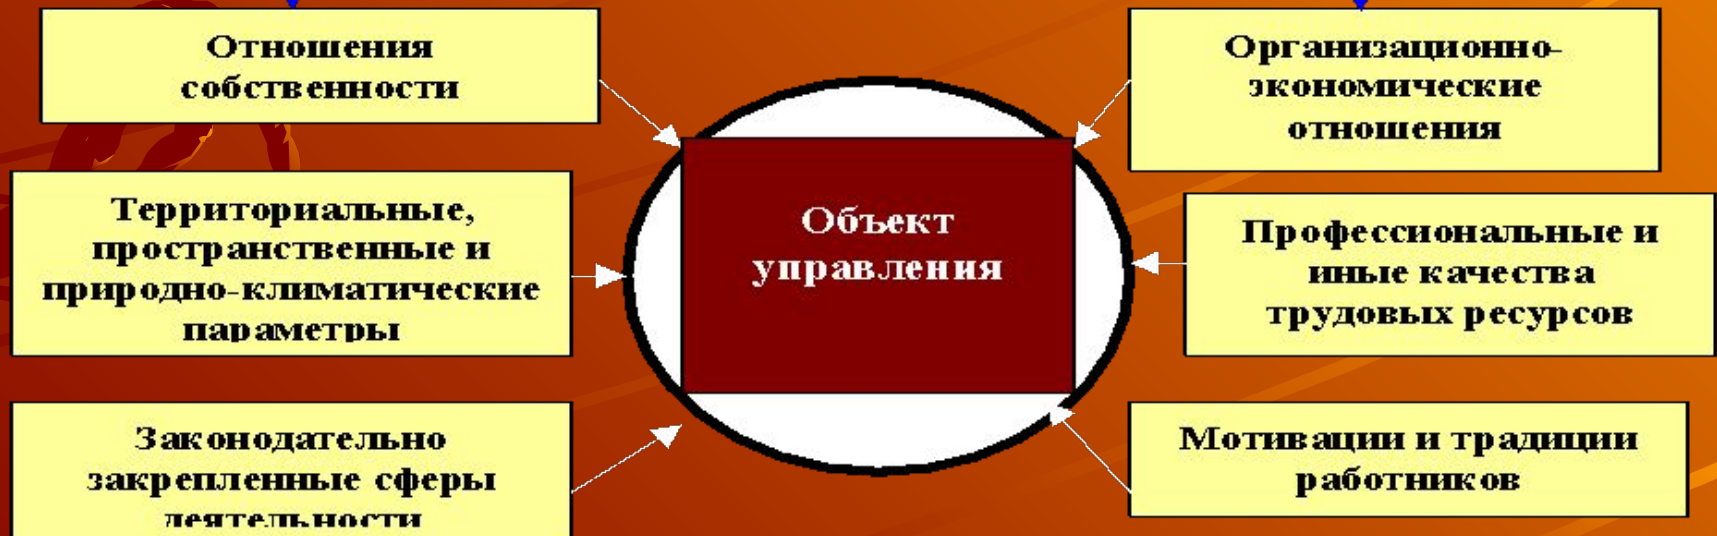 Отношения
собственности
Организационно-
экономические
отношения
Территориальные,
пространственные и
природно-климатические
параметры
Объект
управления
Профессиональные и
иные качества
трудовых ресурсов
Законодательно
закрепленные сферы
деятельности
Мотивации и традиции
работников